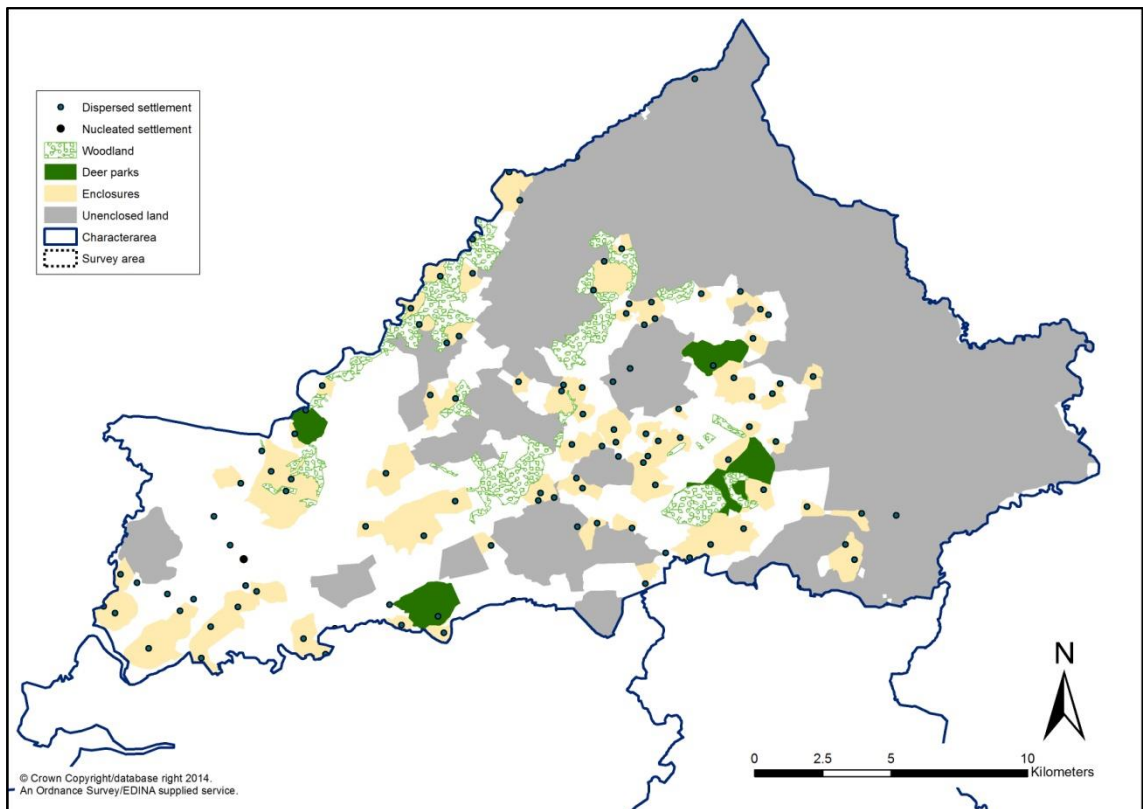 Dispersed settlement
Nucleated settlement
Woodland
Deer parks
Enclosures
Unenclosed land
Characterarea
Survey area
N
0 2.5 5 10
Kilometers
© Crown Copyright/database right 2014.
An Ordnance Survey/EDINA supplied service.